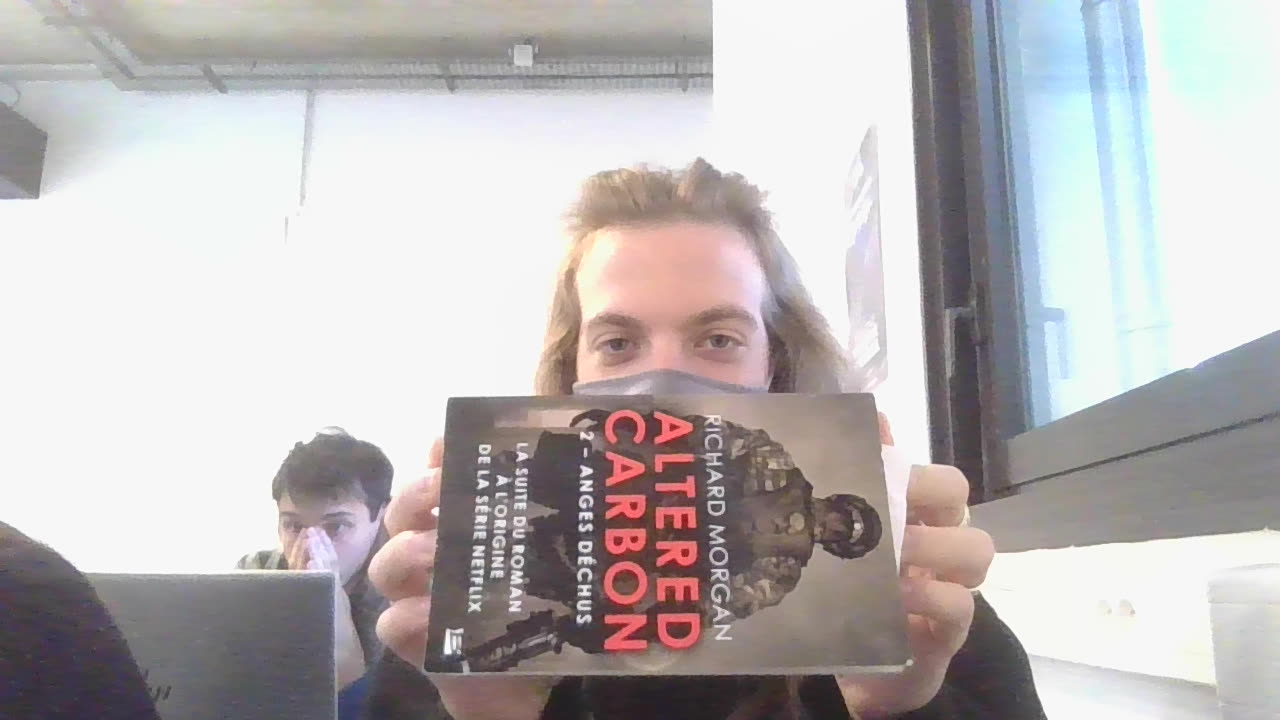 RICHARD MORGAN
ALTERED
CARBON
2 – ANGES DÉCHUS
LA SUITE DU ROMAN
À L'ORIGINE
DE LA SÉRIE NETFLIX